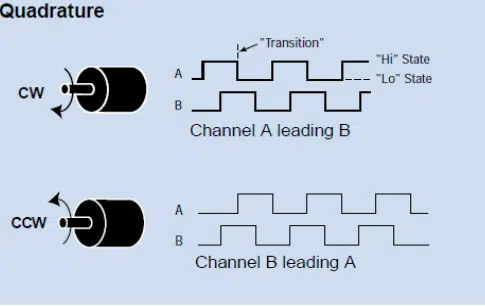 Quadrature
"Transition"
A
"Hi" State
"Lo" State
CW
B
Channel A leading B
A
CCW
B
Channel B leading A